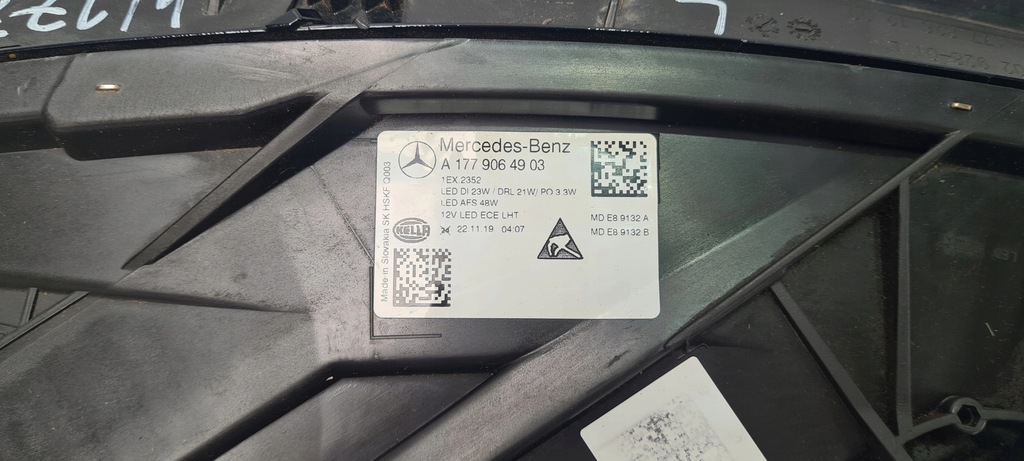 L
Mercedes-Benz
A 177 906 49 03
1EX.2352
LED DI 23W / DRL 21W/ PO 3.3W
LED AFS 48W
12V LED ECE LHT
HELLA
22.11.19 04:07
MD E8 9132 A
MD E8 9132 B
Made in Slovakia SK HSKF Q003